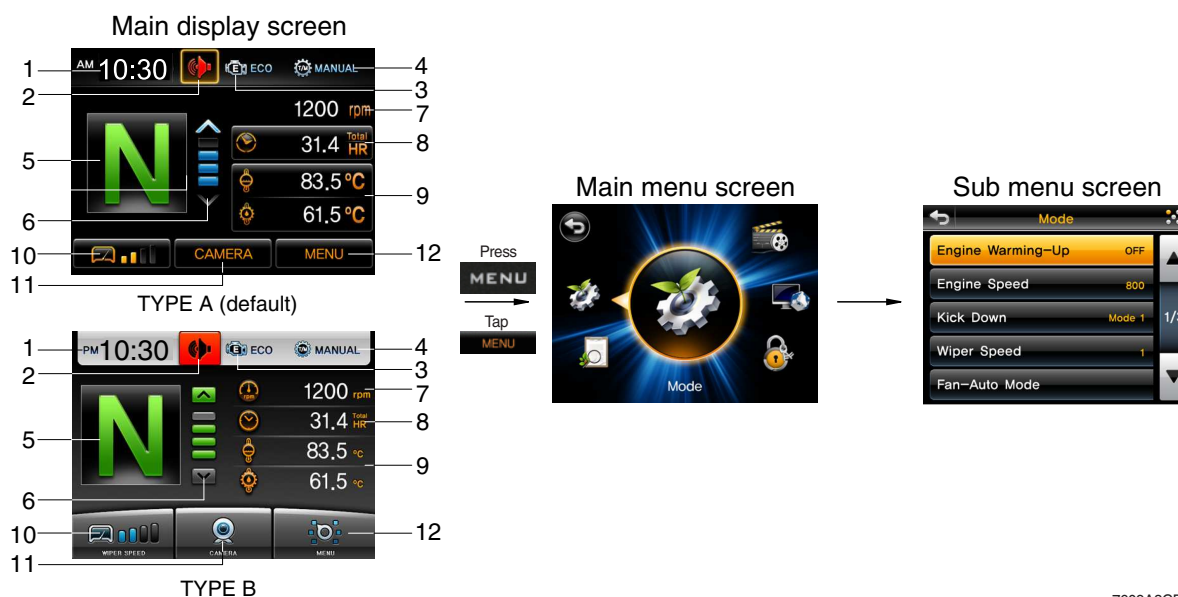 Main display screen
AM 10:30 E ECO T/M MANUAL
1
2
3
4
1200 rpm
7
N
31.4 Total HR
8
5
83.5 °C
9
61.5 °C
6
10
CAMERA
MENU
12
11
TYPE A (default)
PM 10:30 E ECO T/M MANUAL
1
2
3
4
N
rpm 1200 rpm
7
31.4 Total HR
8
5
83.5 °C
9
61.5 °C
6
10
WIPER SPEED
CAMERA
MENU
12
11
TYPE B
Press
MENU
Tap
MENU
Main menu screen
Mode
Sub menu screen
Mode
Engine Warming-Up OFF
Engine Speed 800
Kick Down Mode 1
Wiper Speed 1
Fan-Auto Mode